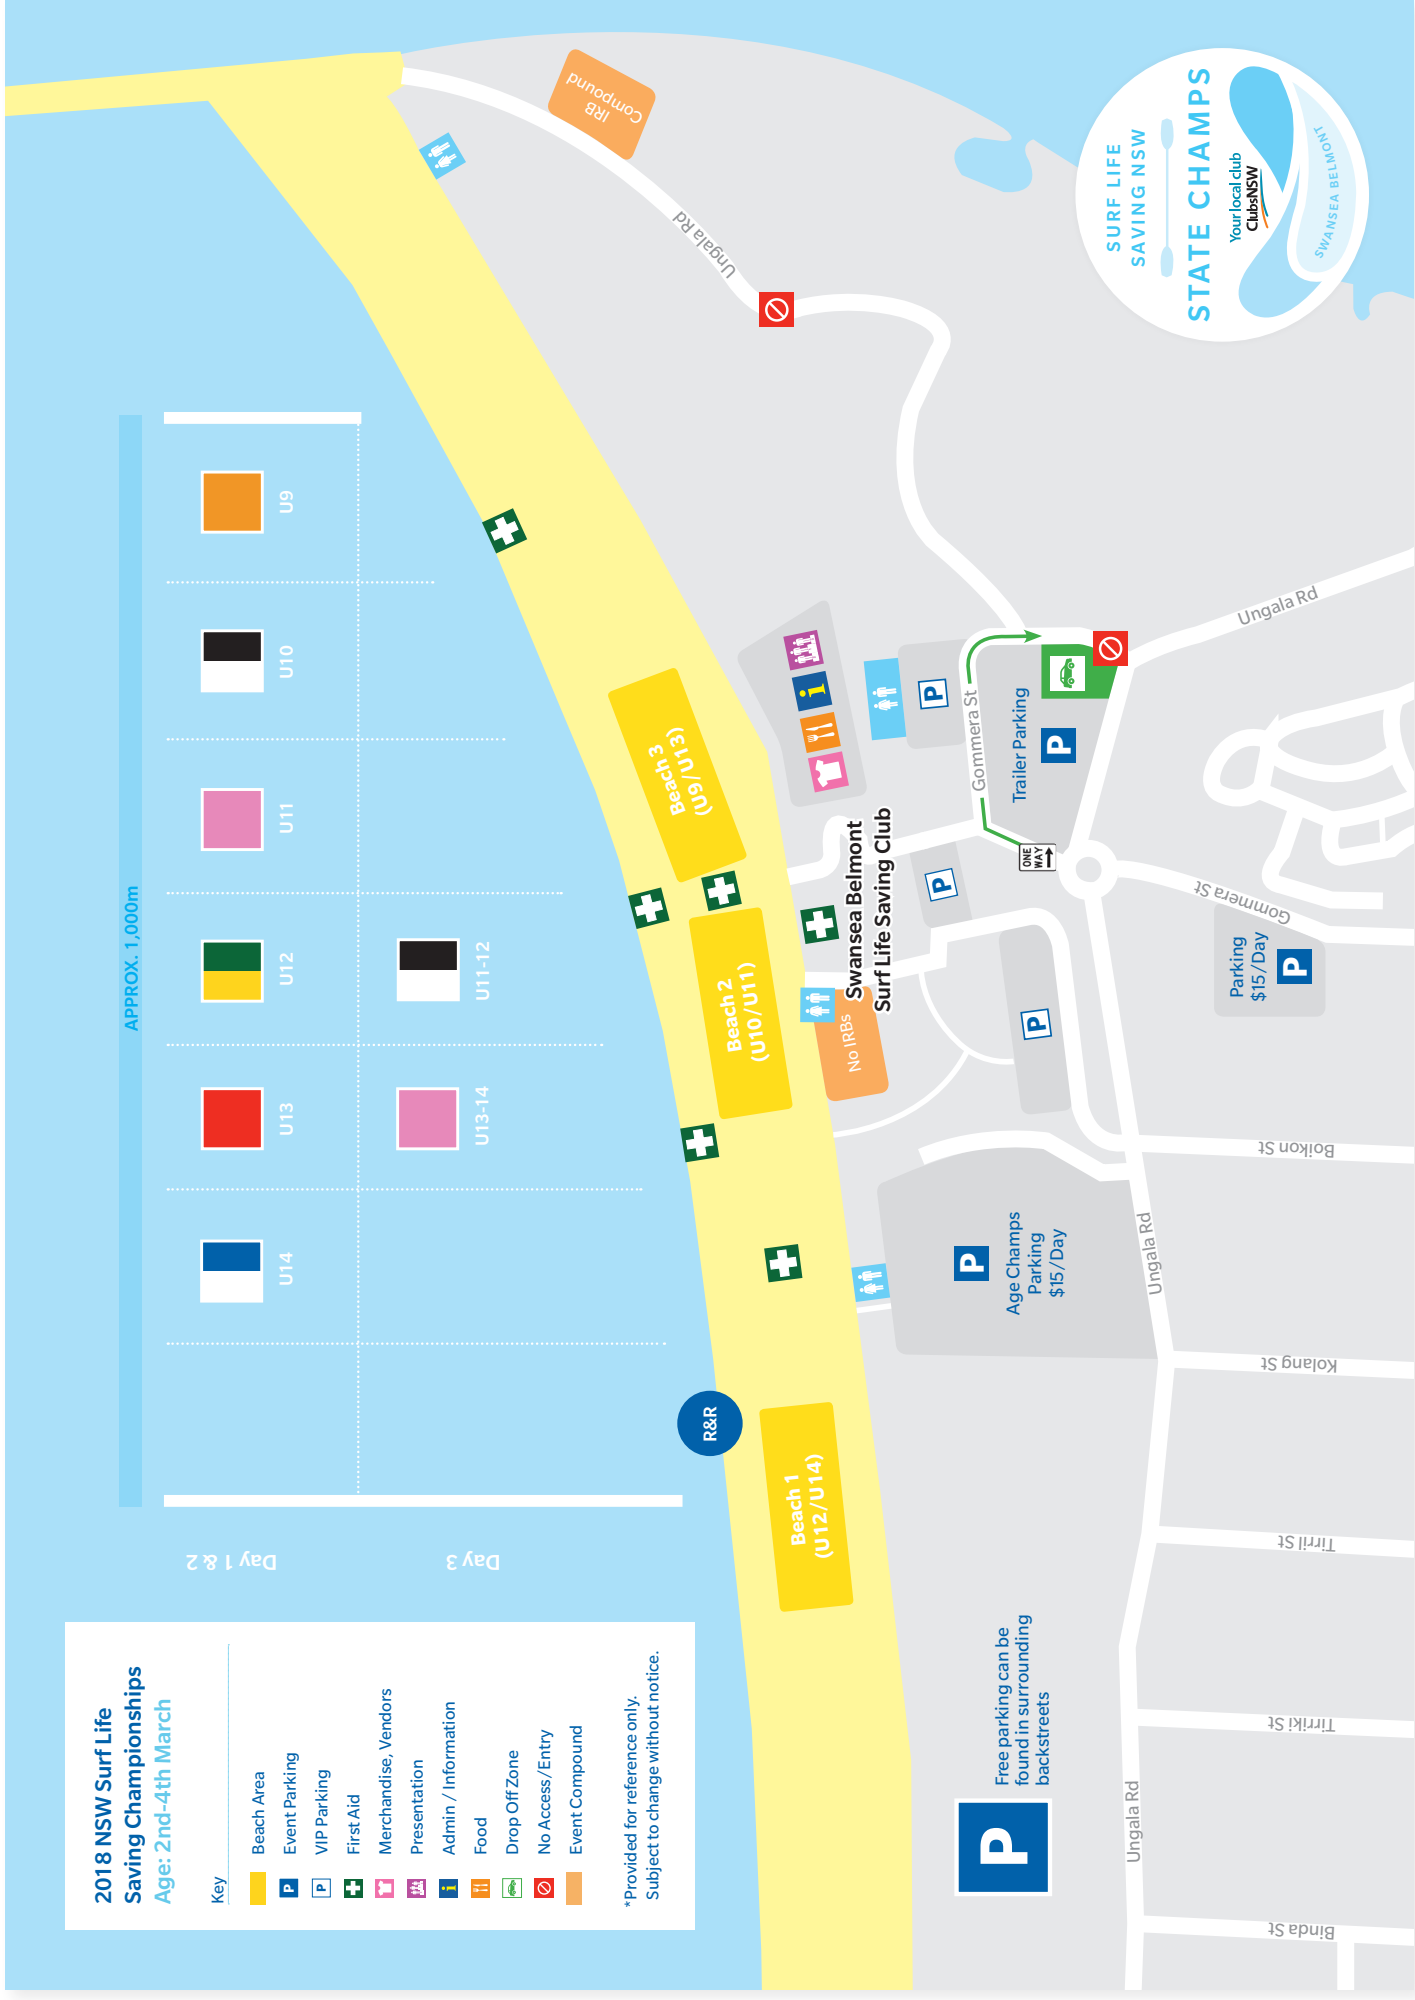 2018 NSW Surf Life
Saving Championships
Age: 2nd-4th March
Key
Beach Area
Event Parking
P
VIP Parking
P
First Aid
Merchandise, Vendors
Presentation
Admin / Information
i
Food
Drop Off Zone
No Access/Entry
Event Compound
*Provided for reference only.
Subject to change without notice.
Day 1 & 2
Day 3
APPROX. 1,000m
U14
U13
U12
U11
U10
U9
U13-14
U11-12
R&R
Beach 1
(U12/U14)
Beach 2
(U10/U11)
Beach 3
(U9/U13)
IRB
Compound
Ungala Rd
No IRBs
Swansea Belmont
Surf Life Saving Club
i
P
P
P
Gommera St
Trailer Parking
P
ONE
WAY
Ungala Rd
Gommera St
Parking
$15/Day
P
P
Age Champs
Parking
$15/Day
Ungala Rd
Boikon St
Kolang St
Tirril St
Tirriki St
Binda St
Ungala Rd
P
Free parking can be
found in surrounding
backstreets
SURF LIFE
SAVING NSW
STATE CHAMPS
Your local club
ClubsNSW
SWANSEA BELMONT